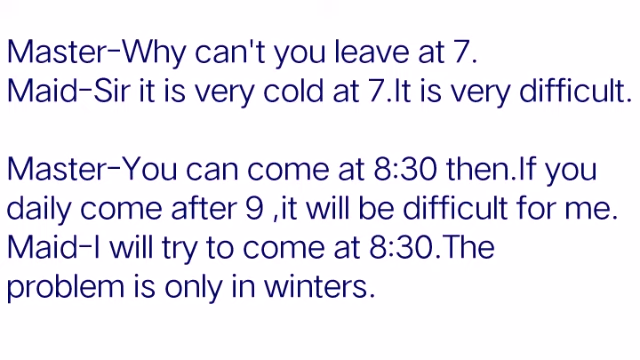 Master-Why can't you leave at 7.
Maid-Sir it is very cold at 7.It is very difficult.
Master-You can come at 8:30 then.If you
daily come after 9 ,it will be difficult for me.
Maid-I will try to come at 8:30.The
problem is only in winters.